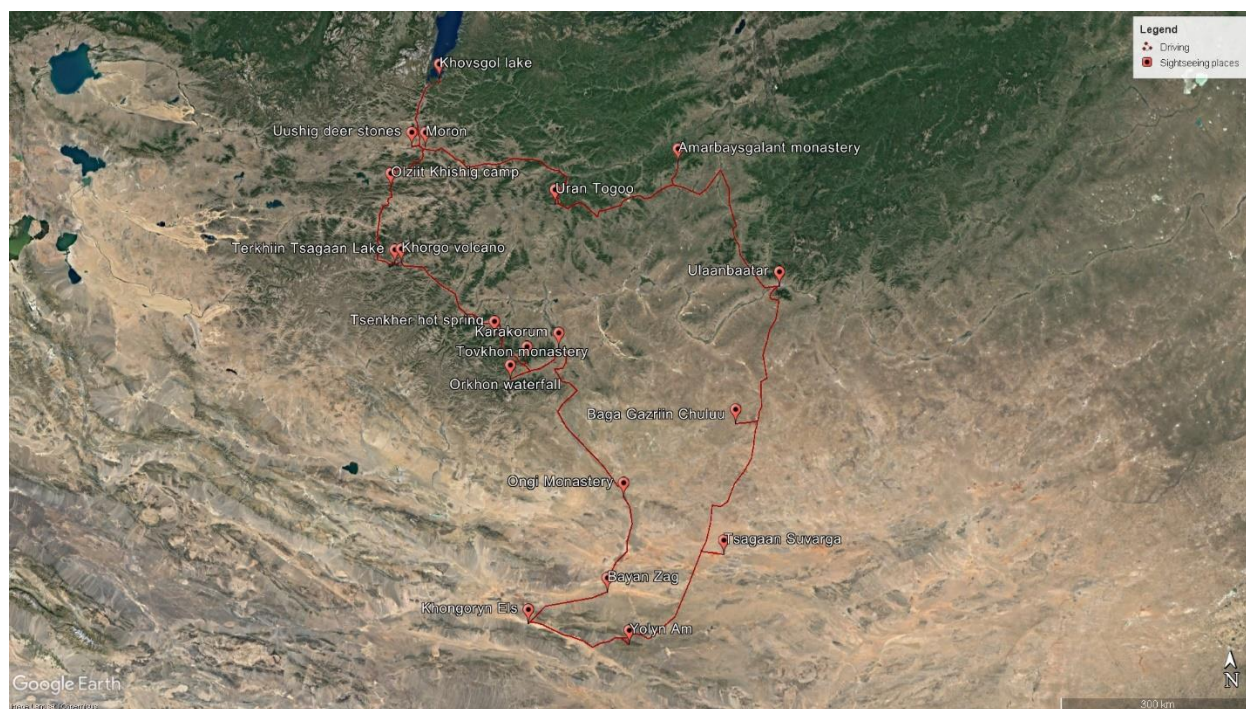 Legend
Driving
Sightseeing places
Khovsgol lake
Uushig deer stones
Moron
Amarbaysgalant monastery
Olziit Khishig camp
Uran Togoo
Terkhiin Tsagaan Lake
Khorgo volcano
Ulaanbaatar
Tsenkher hot spring
Karakorum
Tovkhon monastery
Orkhon waterfall
Baga Gazriin Chuluu
Ongi Monastery
Tsagaan Suvarga
Bayan Zag
Khongoryn Els
Yolyn Am
Google Earth
N
300 km